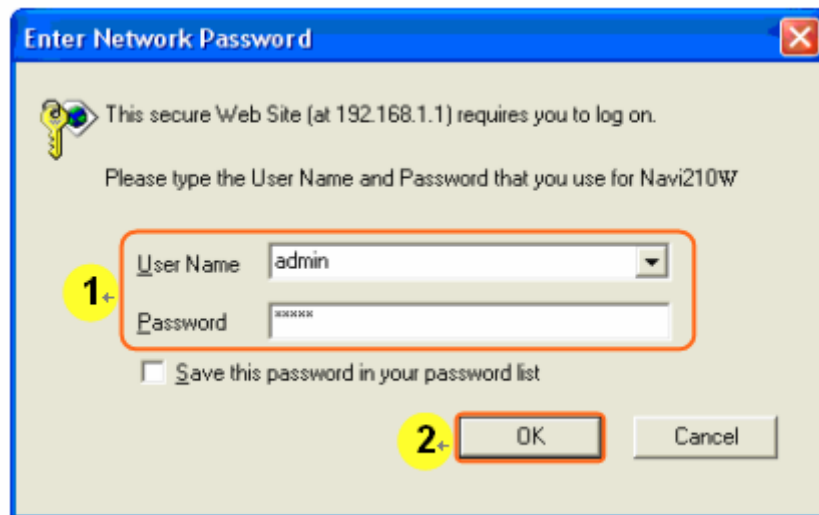 Enter Network Password
This secure Web Site (at 192.168.1.1) requires you to log on.
Please type the User Name and Password that you use for Navi210W
1
User Name admin
Password *****
Save this password in your password list
2
OK Cancel